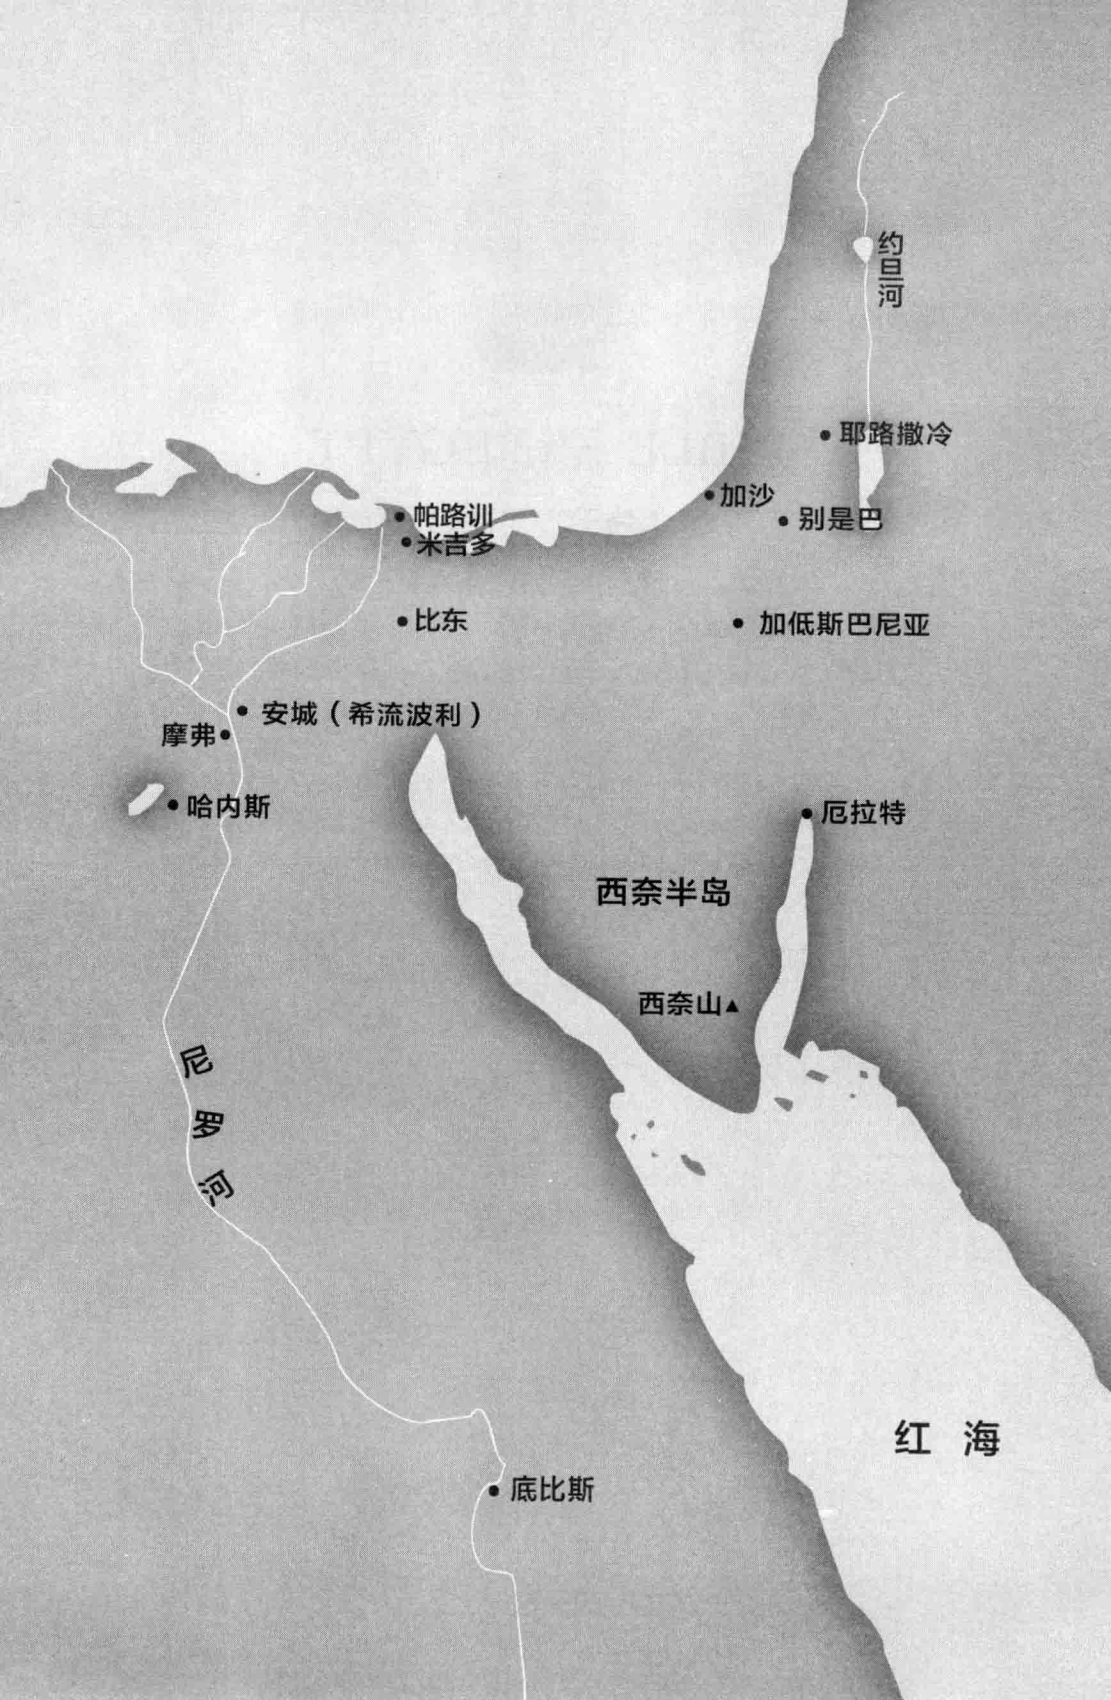 约旦河
耶路撒冷
加沙
别是巴
帕路训
米吉多
比东
加低斯巴尼亚
安城（希流波利）
摩弗
哈内斯
厄拉特
西奈半岛
西奈山
尼罗河
红海
底比斯